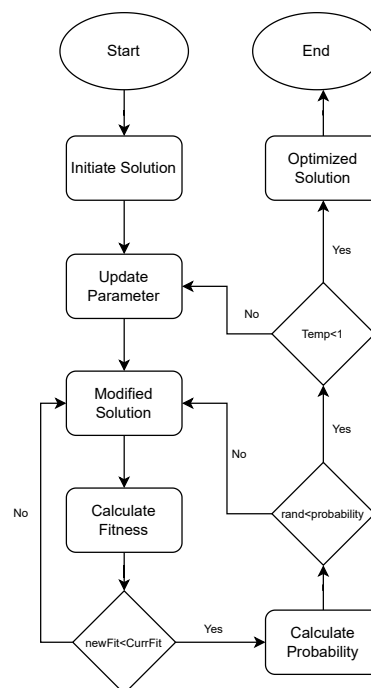 Start
End
Initiate Solution
Optimized
Solution
Yes
Update
Parameter
No
Temp<1
Modified
Solution
Yes
No
No
Calculate
Fitness
rand<probability
newFit<CurrFit
Yes
Calculate
Probability